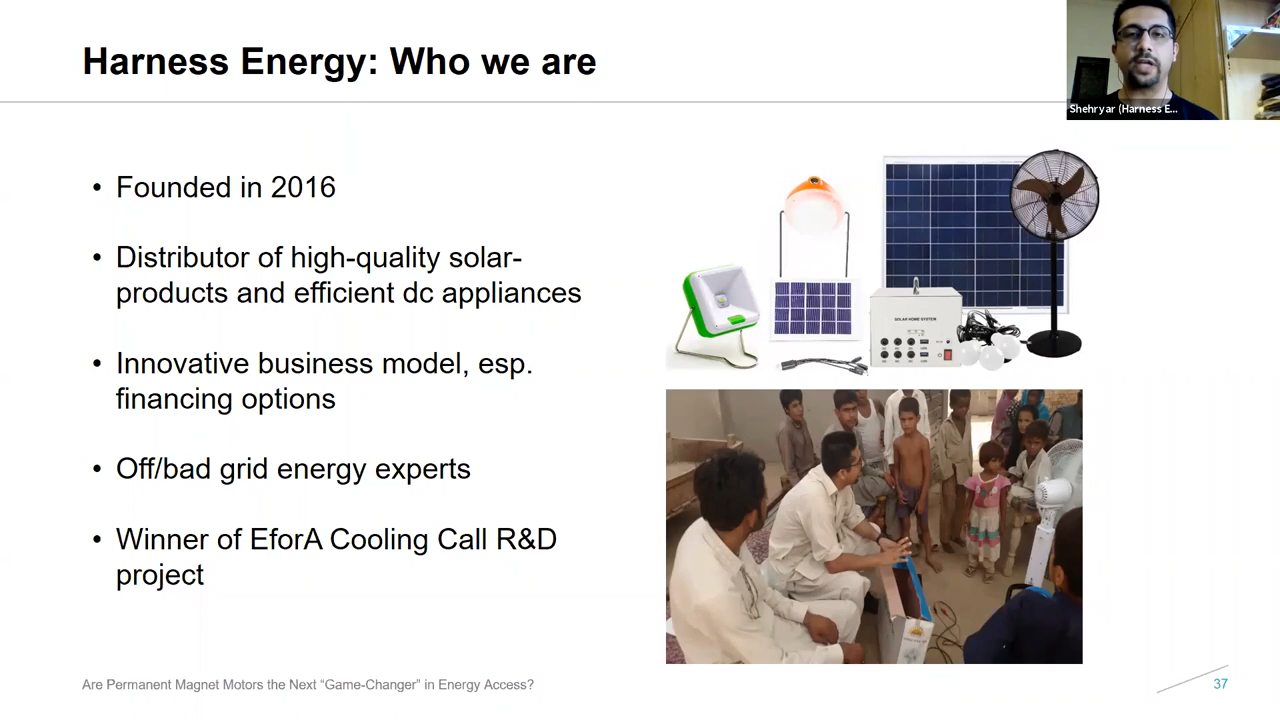 Harness Energy: Who we are
Shehryar (Harness E...
• Founded in 2016
• Distributor of high-quality solar-
products and efficient dc appliances
• Innovative business model, esp.
financing options
• Off/bad grid energy experts
• Winner of EforA Cooling Call R&D
project
SOLAR HOME SYSTEM
Are Permanent Magnet Motors the Next “Game-Changer” in Energy Access?
37